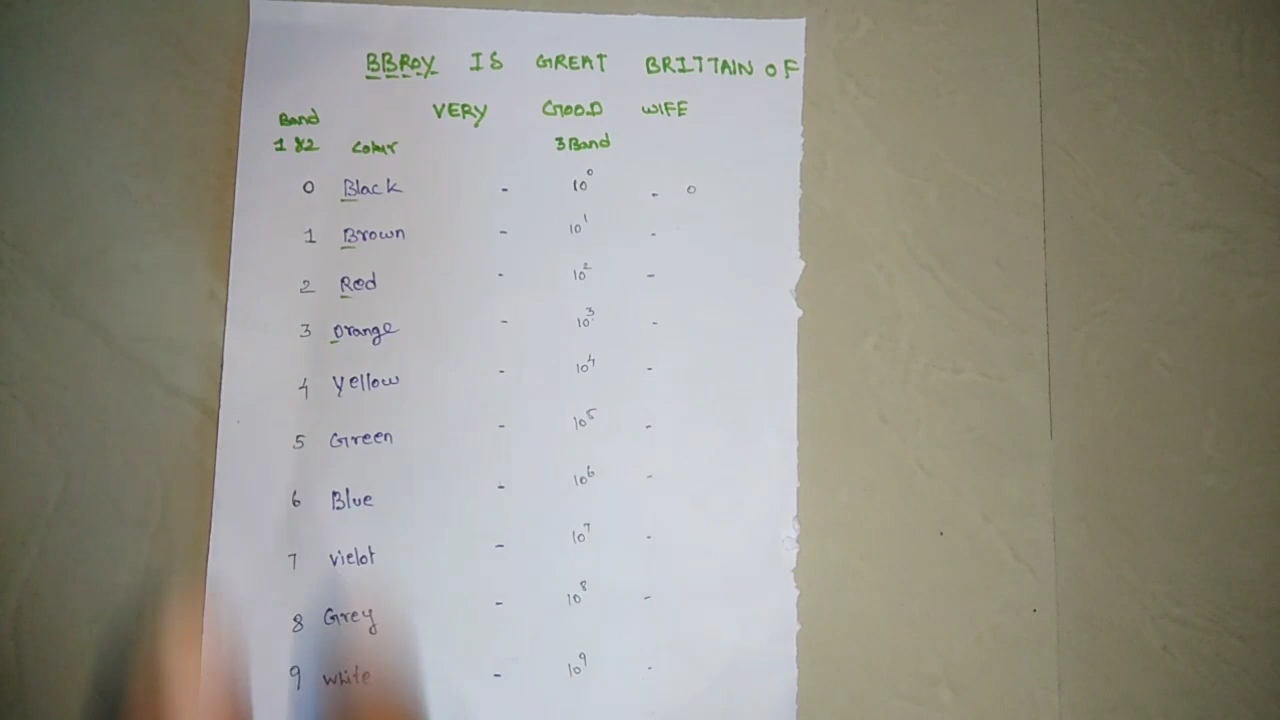 BBROY IS GREAT BRITTAIN OF
VERY GOOD WIFE
Band
1 &2 Colour 3 Band
0 Black - 10⁰ - 0
1 Brown - 10¹ -
2 Red - 10² -
3 Orange - 10³ -
4 Yellow - 10⁴ -
5 Green - 10⁵ -
6 Blue - 10⁶ -
7 Vielot - 10⁷ -
8 Grey - 10⁸ -
9 White - 10⁹ -